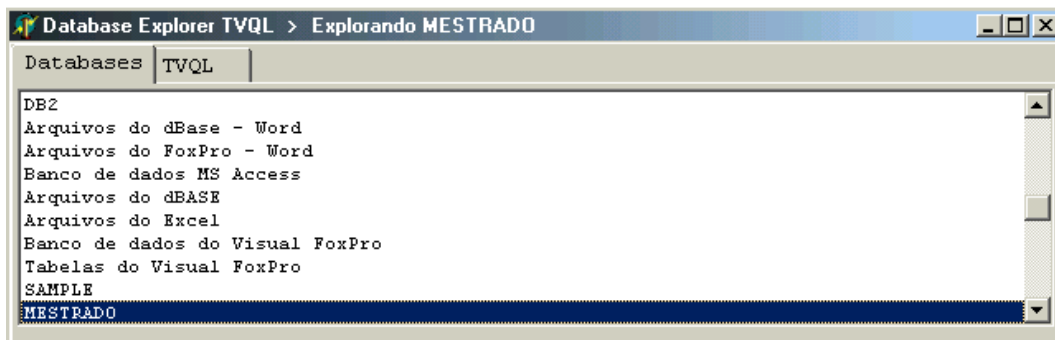 Database Explorer TVQL > Explorando MESTRADO
Databases TVQL
DB2
Arquivos do dBase - Word
Arquivos do FoxPro - Word
Banco de dados MS Access
Arquivos do dBASE
Arquivos do Excel
Banco de dados do Visual FoxPro
Tabelas do Visual FoxPro
SAMPLE
MESTRADO